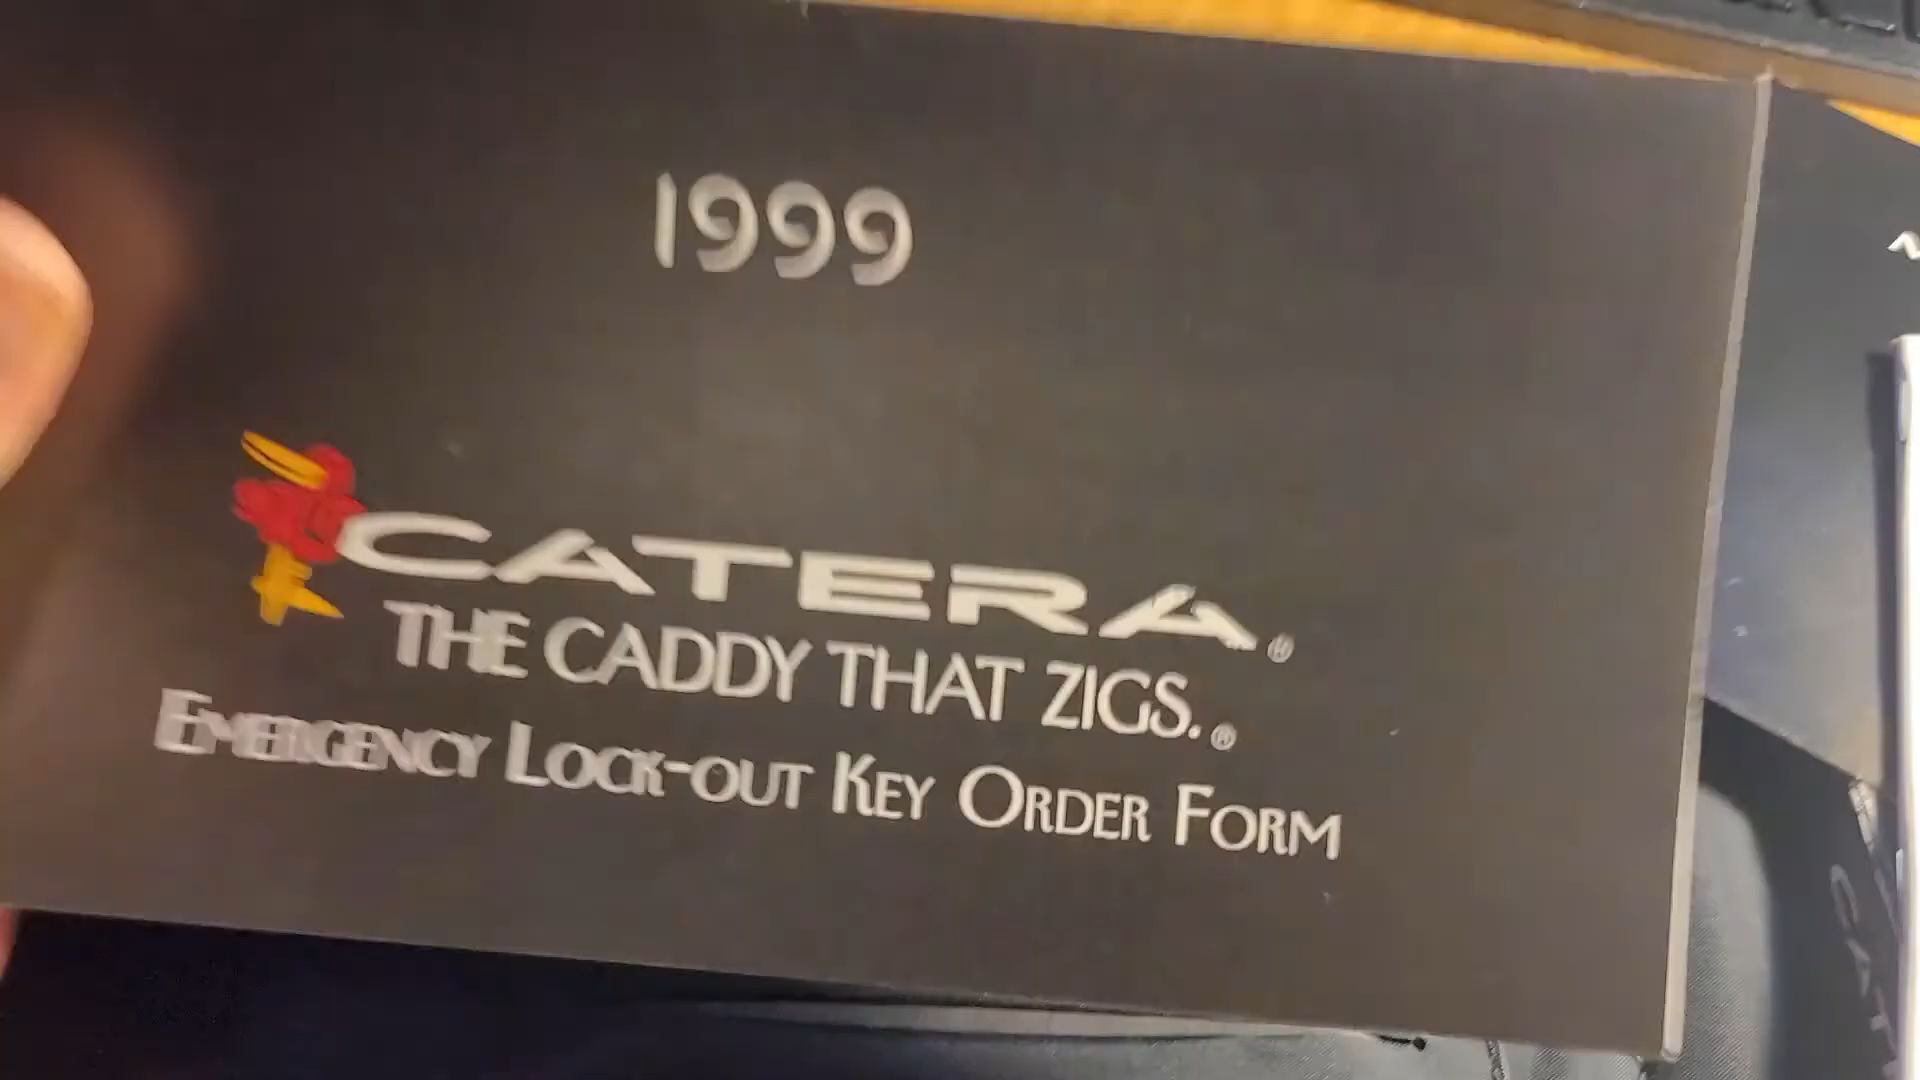 1999
CATERA®
THE CADDY THAT ZIGS.®
EMERGENCY LOCK-OUT KEY ORDER FORM